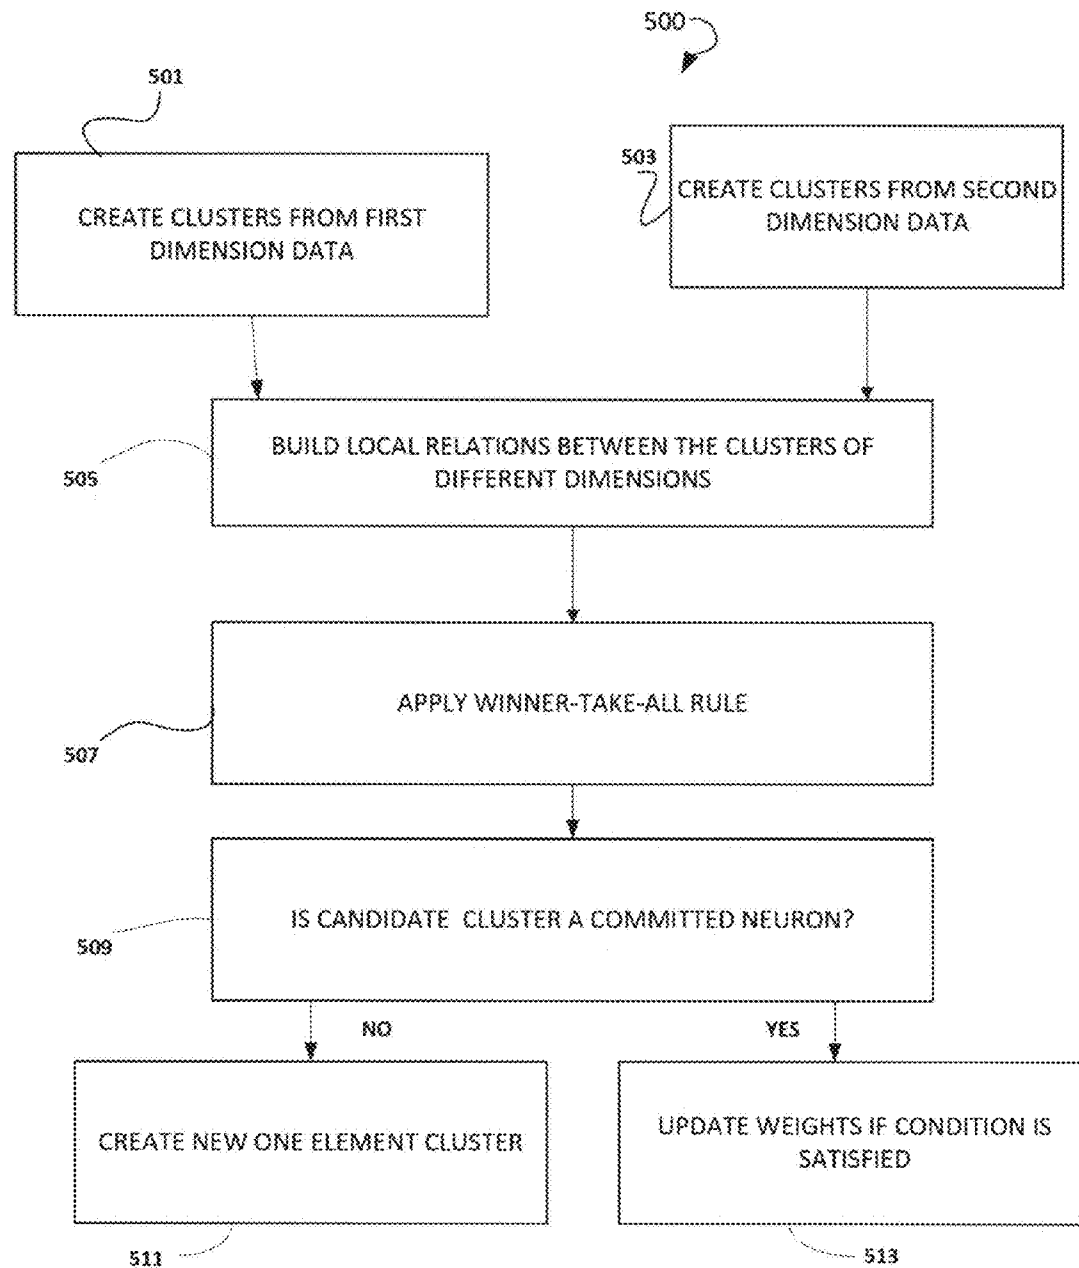 500
501
CREATE CLUSTERS FROM FIRST
DIMENSION DATA
503
CREATE CLUSTERS FROM SECOND
DIMENSION DATA
BUILD LOCAL RELATIONS BETWEEN THE CLUSTERS OF
DIFFERENT DIMENSIONS
505
APPLY WINNER-TAKE-ALL RULE
507
IS CANDIDATE CLUSTER A COMMITTED NEURON?
509
NO
YES
CREATE NEW ONE ELEMENT CLUSTER
UPDATE WEIGHTS IF CONDITION IS
SATISFIED
511
513